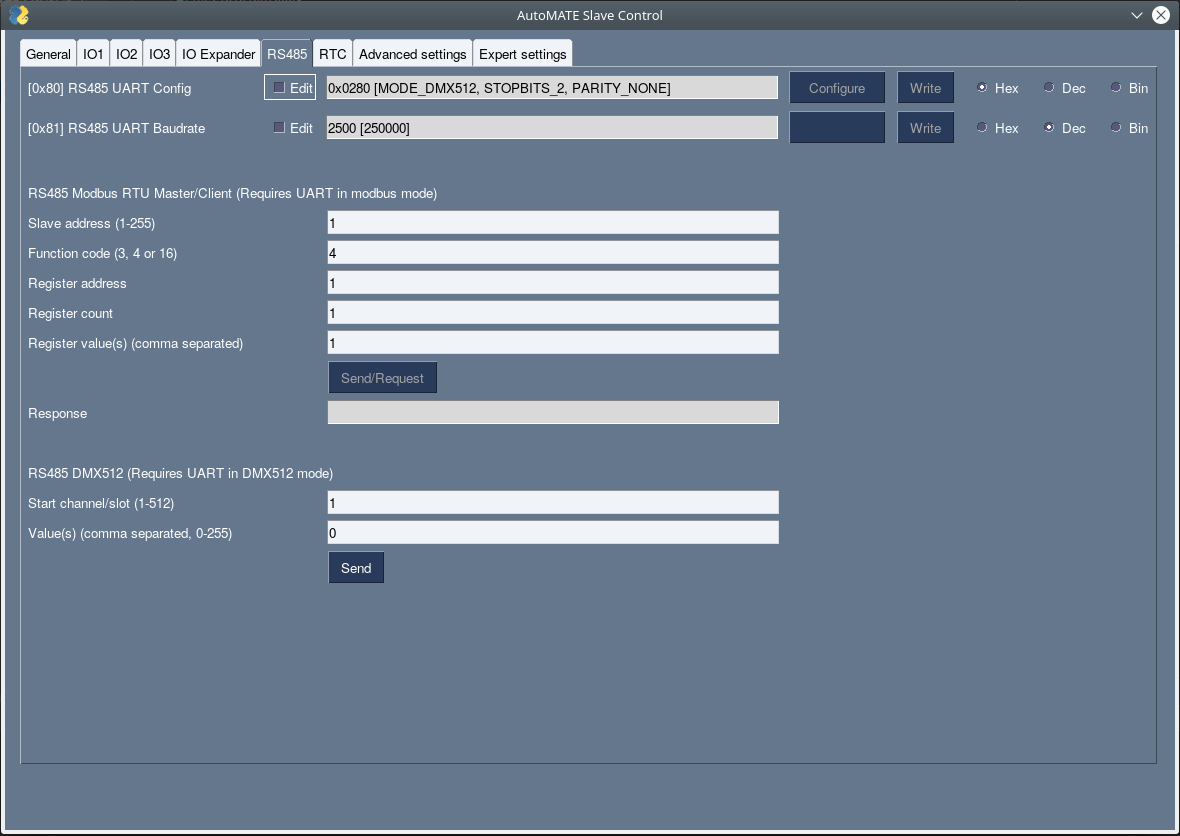 AutoMATE Slave Control
General IO1 IO2 IO3 IO Expander RS485 RTC Advanced settings Expert settings
[0x80] RS485 UART Config Edit 0x0280 [MODE_DMX512, STOPBITS_2, PARITY_NONE] Configure Write Hex Dec Bin
[0x81] RS485 UART Baudrate Edit 2500 [250000] Write Hex Dec Bin
RS485 Modbus RTU Master/Client (Requires UART in modbus mode)
Slave address (1-255) 1
Function code (3, 4 or 16) 4
Register address 1
Register count 1
Register value(s) (comma separated) 1
Send/Request
Response
RS485 DMX512 (Requires UART in DMX512 mode)
Start channel/slot (1-512) 1
Value(s) (comma separated, 0-255) 0
Send